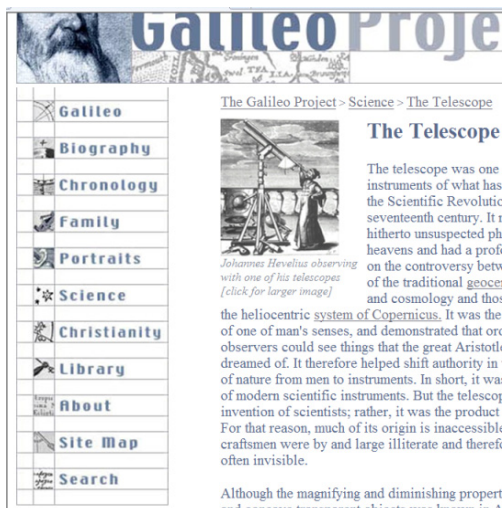 Galileo Proje
Galileo
Biography
Chronology
Family
Portraits
Science
Christianity
Library
About
Site Map
Search
The Galileo Project > Science > The Telescope
The Telescope
Johannes Hevelius observing
with one of his telescopes
[click for larger image]
The telescope was one
instruments of what has
the Scientific Revolutio
seventeenth century. It r
hitherto unsuspected ph
heavens and had a profo
on the controversy betw
of the traditional geocen
and cosmology and thos
the heliocentric system of Copernicus. It was the
of one of man's senses, and demonstrated that ord
observers could see things that the great Aristotle
dreamed of. It therefore helped shift authority in
of nature from men to instruments. In short, it was
of modern scientific instruments. But the telescop
invention of scientists; rather, it was the product
For that reason, much of its origin is inaccessible
craftsmen were by and large illiterate and therefo
often invisible.
Although the magnifying and diminishing propert